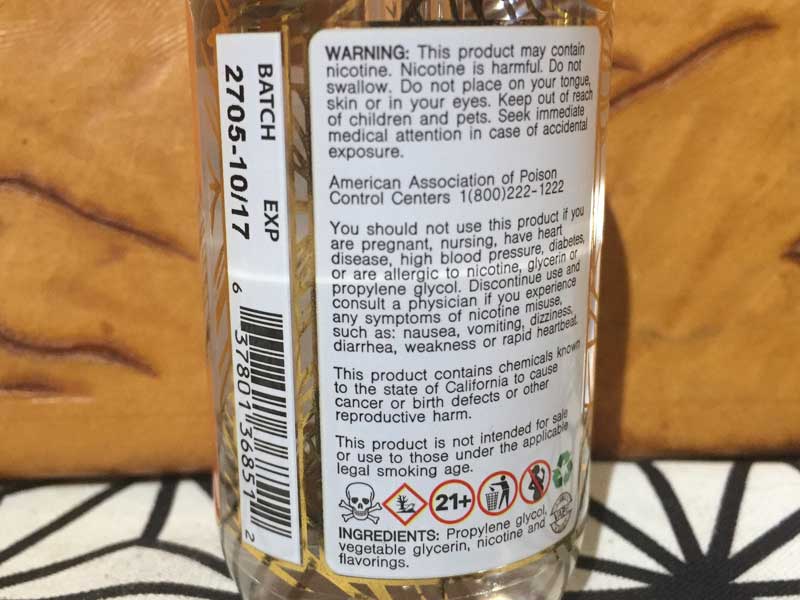 BATCH EXP
2705-10/17
6 37801 36851 2
WARNING: This product may contain
nicotine. Nicotine is harmful. Do not
swallow. Do not place on your tongue,
skin or in your eyes. Keep out of reach
of children and pets. Seek immediate
medical attention in case of accidental
exposure.
American Association of Poison
Control Centers 1(800)222-1222
You should not use this product if you
are pregnant, nursing, have heart
disease, high blood pressure, diabetes,
or are allergic to nicotine, glycerin or
propylene glycol. Discontinue use and
consult a physician if you experience
any symptoms of nicotine misuse,
such as: nausea, vomiting, dizziness,
diarrhea, weakness or rapid heartbeat.
This product contains chemicals known
to the state of California to cause
cancer or birth defects or other
reproductive harm.
This product is not intended for sale
or use to those under the applicable
legal smoking age.
21+
INGREDIENTS: Propylene glycol,
vegetable glycerin, nicotine and
flavorings.